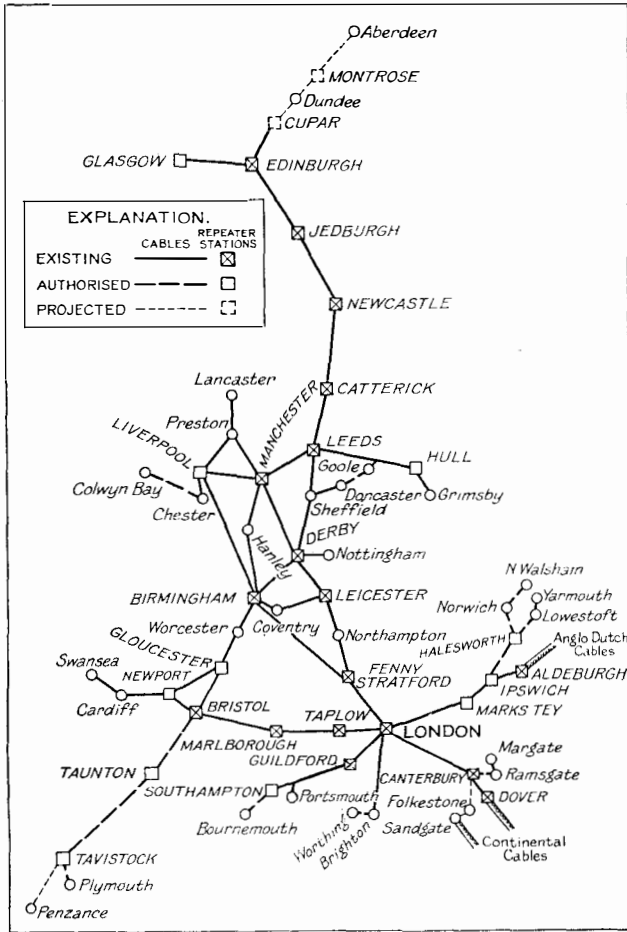 Aberdeen
MONTROSE
Dundee
CUPAR
GLASGOW
EDINBURGH
EXPLANATION.
CABLES
REPEATER
STATIONS
EXISTING
AUTHORISED
PROJECTED
JEDBURGH
NEWCASTLE
CATTERICK
Lancaster
Preston
MANCHESTER
LIVERPOOL
LEEDS
HULL
Goole
Doncaster
Grimsby
Sheffield
Colwyn Bay
Chester
Hanley
DERBY
Nottingham
BIRMINGHAM
LEICESTER
Coventry
Worcester
Northampton
N Walsham
Yarmouth
Norwich
Lowestoft
HALESWORTH
Anglo Dutch
Cables
ALDEBURGH
IPSWICH
MARKS TEY
GLOUCESTER
Swansea
NEWPORT
Cardiff
FENNY
STRATFORD
BRISTOL
TAPLOW
LONDON
MARLBOROUGH
GUILDFORD
Margate
CANTERBURY
Ramsgate
TAUNTON
SOUTHAMPTON
Portsmouth
Bournemouth
Worthing
Brighton
Folkestone
DOVER
Sandgate
Continental
Cables
TAVISTOCK
Plymouth
Penzance